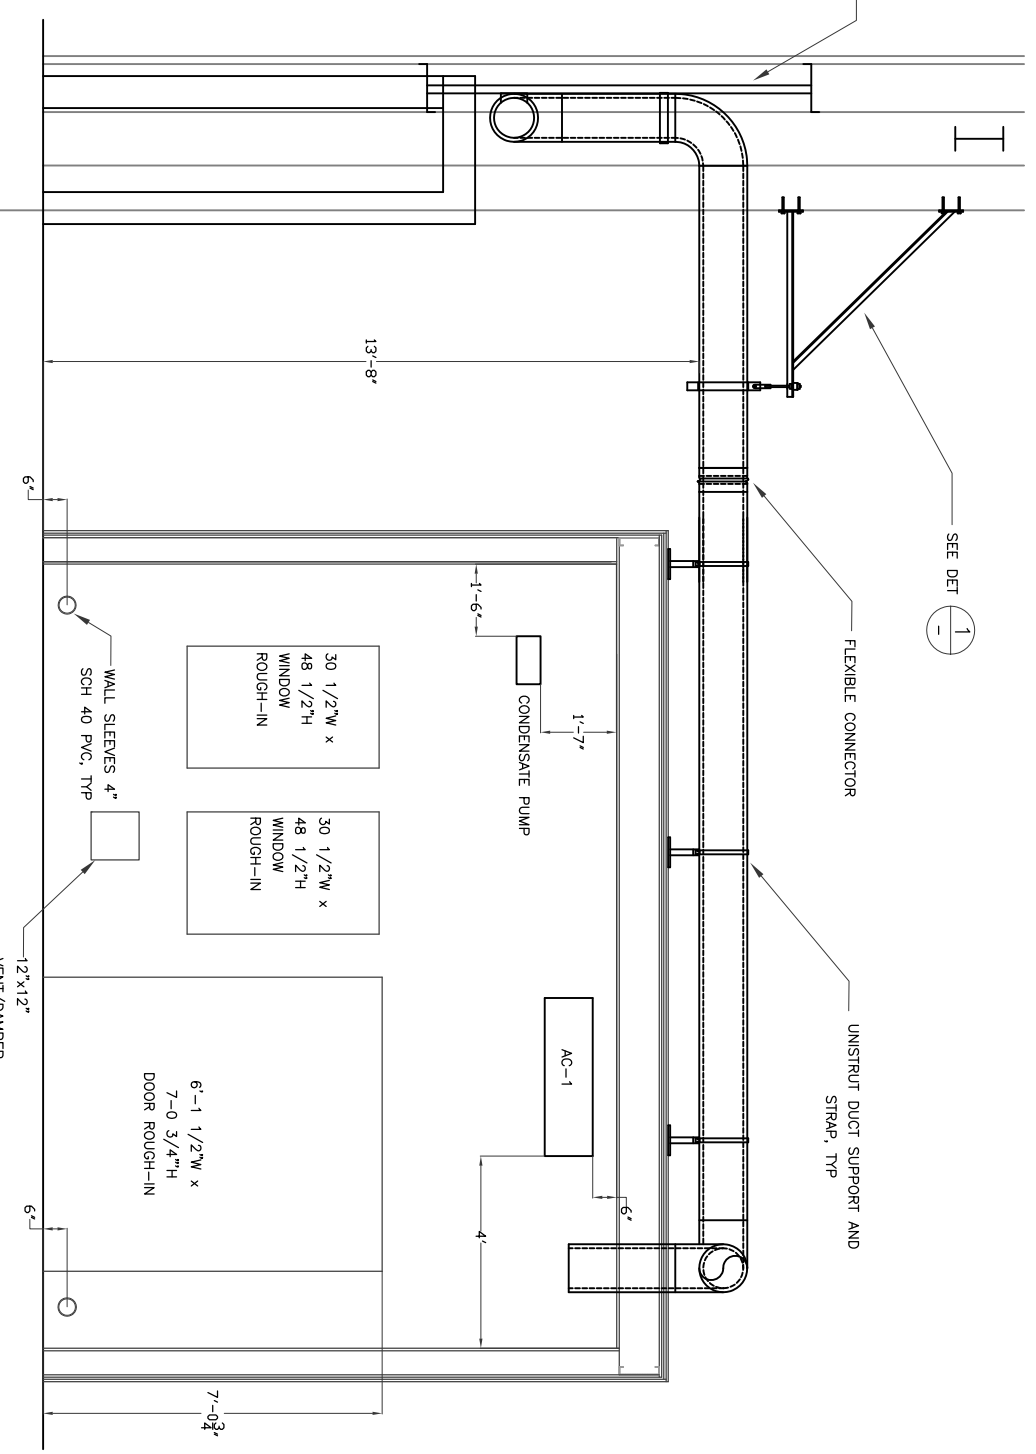 SEE DET
1
-
FLEXIBLE CONNECTOR
UNISTRUT DUCT SUPPORT AND
STRAP, TYP
13'-8"
6"
1'-6"
1'-7"
CONDENSATE PUMP
30 1/2"W x
48 1/2"H
WINDOW
ROUGH-IN
30 1/2"W x
48 1/2"H
WINDOW
ROUGH-IN
WALL SLEEVES 4"
SCH 40 PVC, TYP
12"x12"
VENT/DAMPER
AC-1
6"
4'
6'-1 1/2"W x
7-0 3/4"'H
DOOR ROUGH-IN
6"
7'-0 3/4"